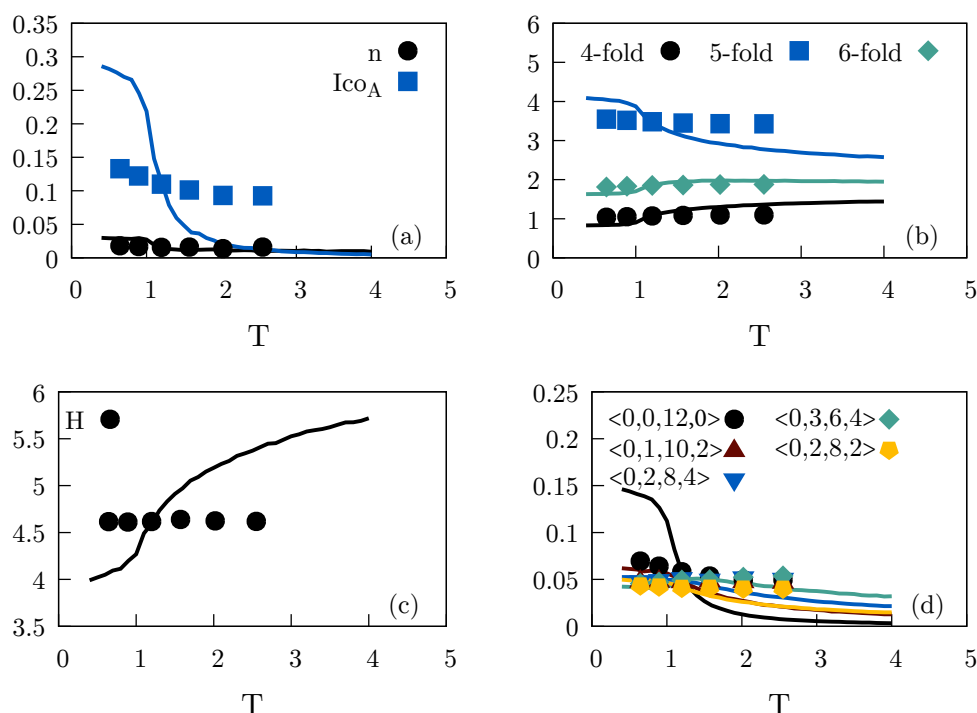 0.35
0.3
0.25
0.2
0.15
0.1
0.05
0
n
Ico_A
(a)
0 1 2 3 4 5
T
6
5
4
3
2
1
0
4-fold 5-fold 6-fold
(b)
0 1 2 3 4 5
T
6
5.5
5
4.5
4
3.5
H
(c)
0 1 2 3 4 5
T
0.25
0.2
0.15
0.1
0.05
0
<0,0,12,0> <0,3,6,4>
<0,1,10,2> <0,2,8,2>
<0,2,8,4>
(d)
0 1 2 3 4 5
T